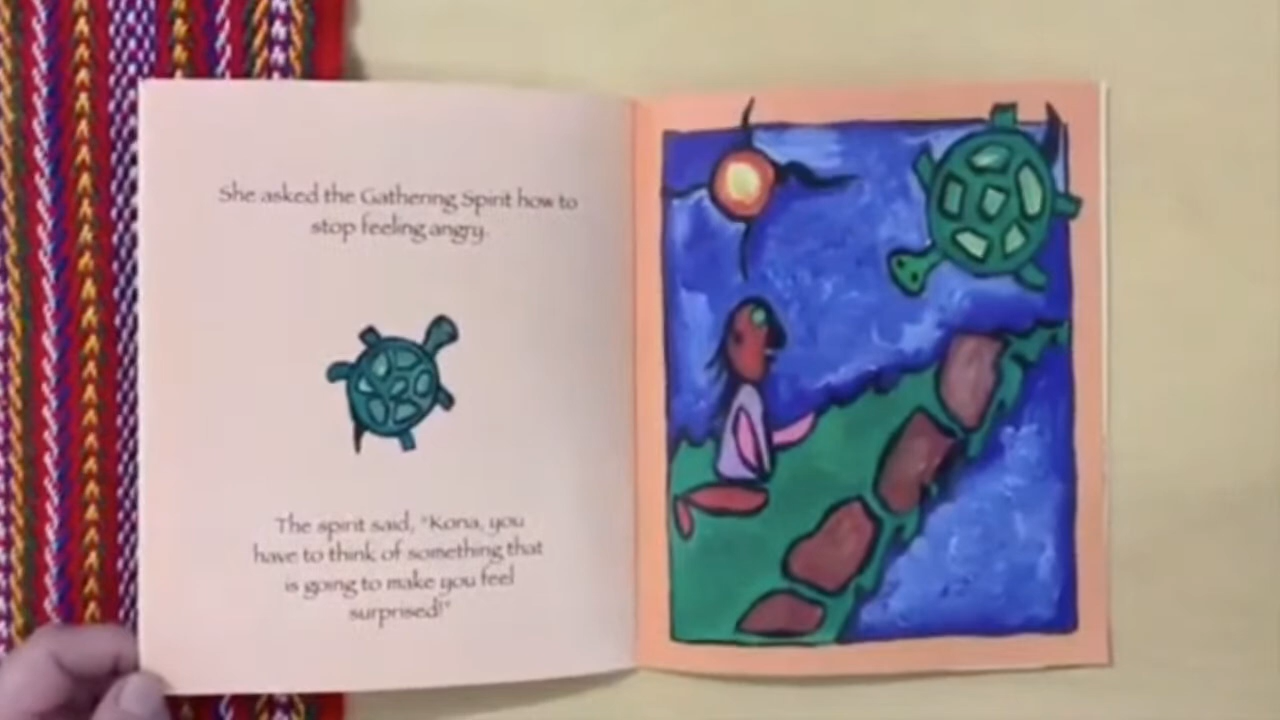 She asked the Gathering Spirit how to
stop feeling angry.
The spirit said, "Kona, you
have to think of something that
is going to make you feel
surprised!"